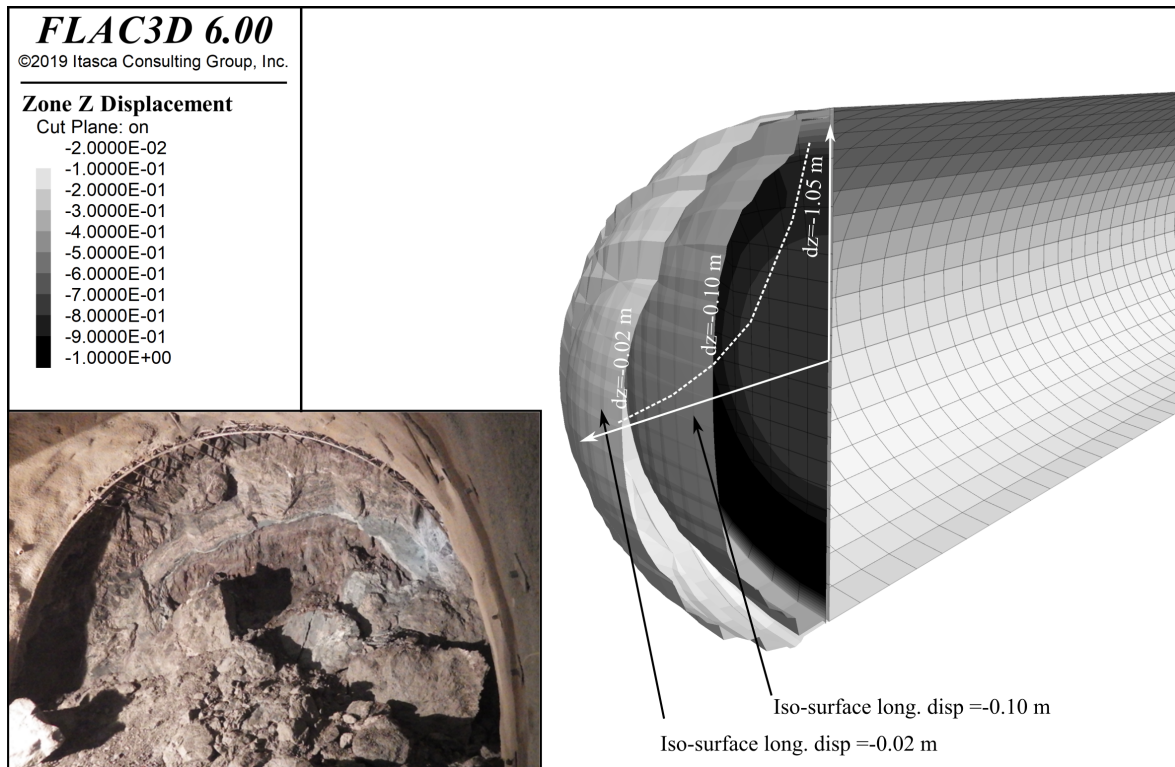 FLAC3D 6.00
©2019 Itasca Consulting Group, Inc.
Zone Z Displacement
Cut Plane: on
-2.0000E-02
-1.0000E-01
-2.0000E-01
-3.0000E-01
-4.0000E-01
-5.0000E-01
-6.0000E-01
-7.0000E-01
-8.0000E-01
-9.0000E-01
-1.0000E+00
dz=-0.02 m
dz=-0.10 m
dz=-1.05 m
Iso-surface long. disp =-0.10 m
Iso-surface long. disp =-0.02 m